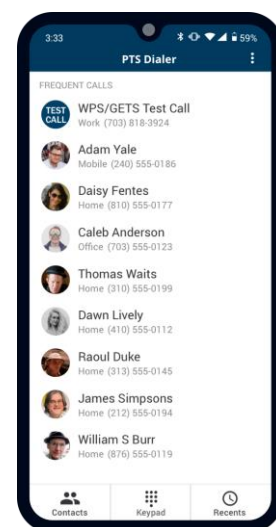 3:33
59%
PTS Dialer
FREQUENT CALLS
TEST
CALL
WPS/GETS Test Call
Work (703) 818-3924
Adam Yale
Mobile (240) 555-0186
Daisy Fentes
Home (810) 555-0177
Caleb Anderson
Office (703) 555-0123
Thomas Waits
Home (310) 555-0199
Dawn Lively
Home (410) 555-0112
Raoul Duke
Home (313) 555-0145
James Simpsons
Home (212) 555-0194
William S Burr
Home (876) 555-0119
Contacts
Keypad
Recents